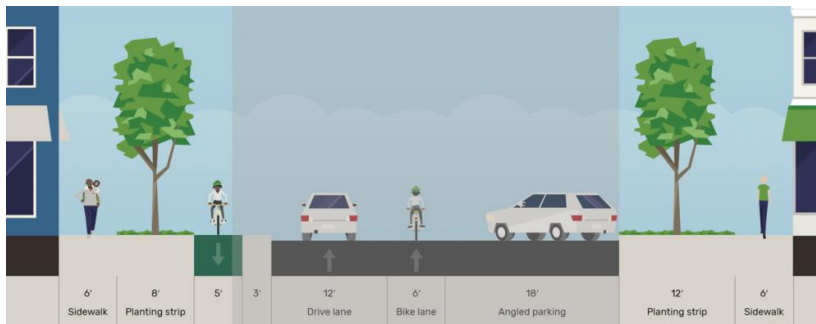 6′ 8′ 5′ 3′ 12′ 6′ 18′ 12′ 6′
Sidewalk Planting strip Drive lane Bike lane Angled parking Planting strip Sidewalk